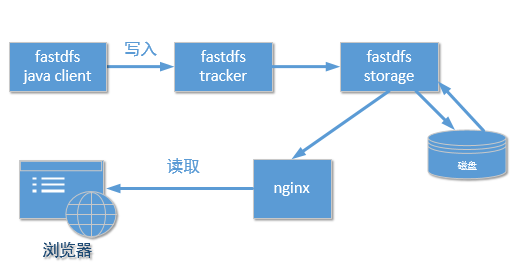 写入
fastdfs
java client
fastdfs
tracker
fastdfs
storage
磁盘
读取
nginx
浏览器